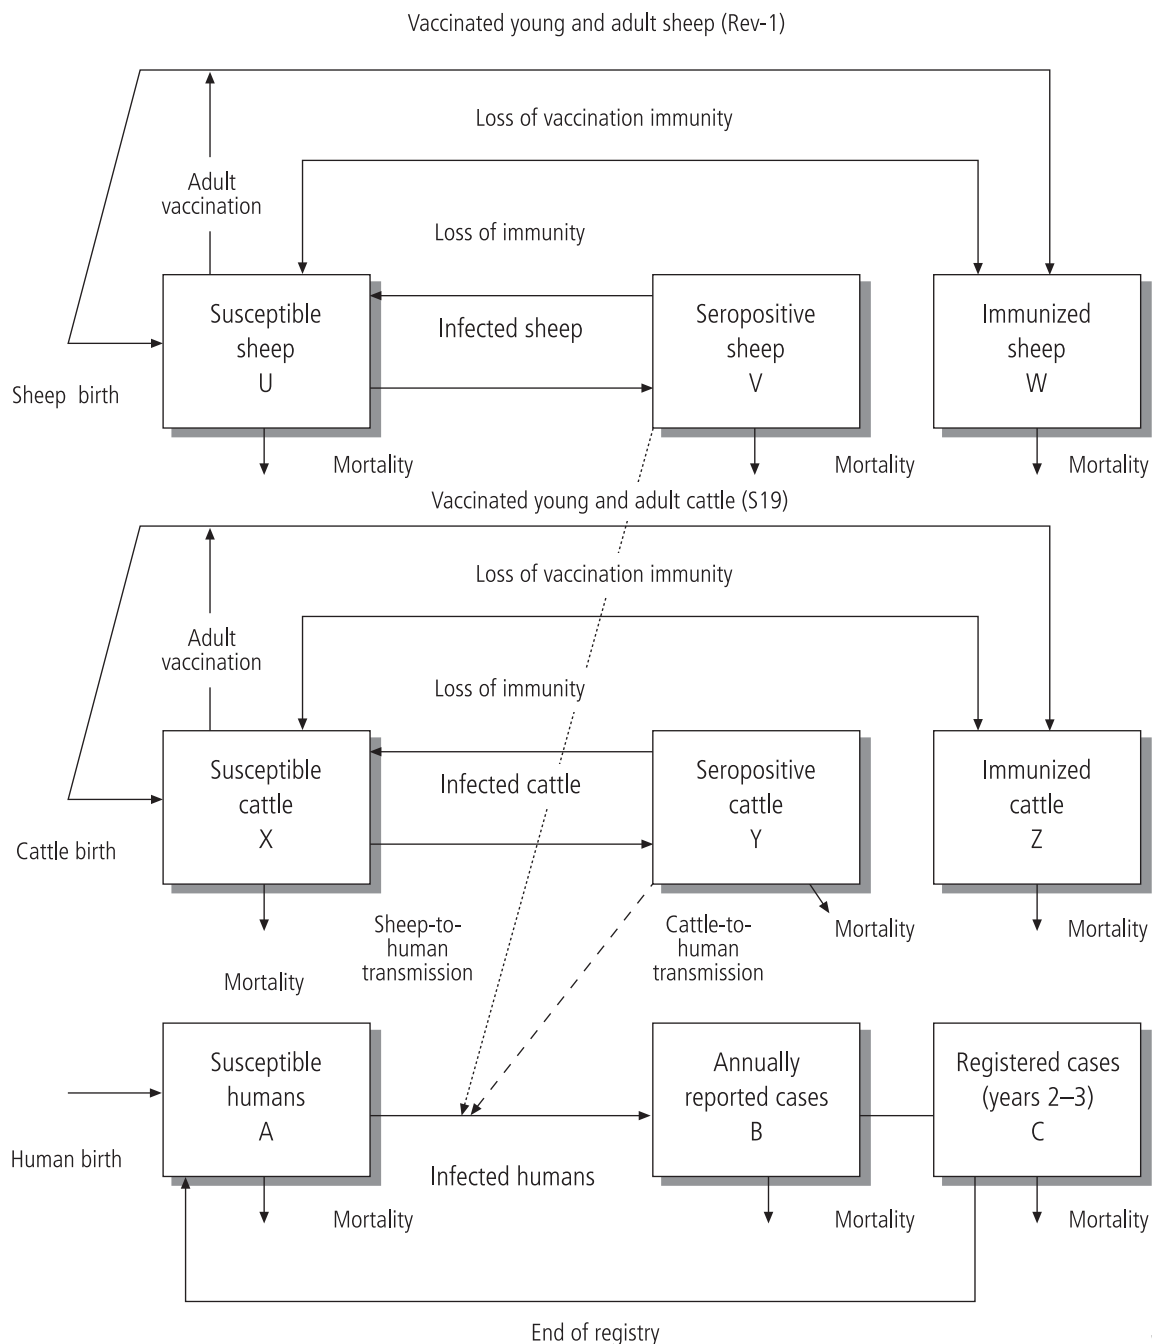 Vaccinated young and adult sheep (Rev-1)
Loss of vaccination immunity
Adult
vaccination
Loss of immunity
Susceptible
sheep
U
Infected sheep
Seropositive
sheep
V
Immunized
sheep
W
Sheep birth
Mortality
Mortality
Mortality
Vaccinated young and adult cattle (S19)
Loss of vaccination immunity
Adult
vaccination
Loss of immunity
Susceptible
cattle
X
Infected cattle
Seropositive
cattle
Y
Immunized
cattle
Z
Cattle birth
Sheep-to-
human
transmission
Cattle-to-
human
transmission
Mortality
Mortality
Mortality
Susceptible
humans
A
Annually
reported cases
B
Registered cases
(years 2–3)
C
Human birth
Infected humans
Mortality
Mortality
Mortality
End of registry